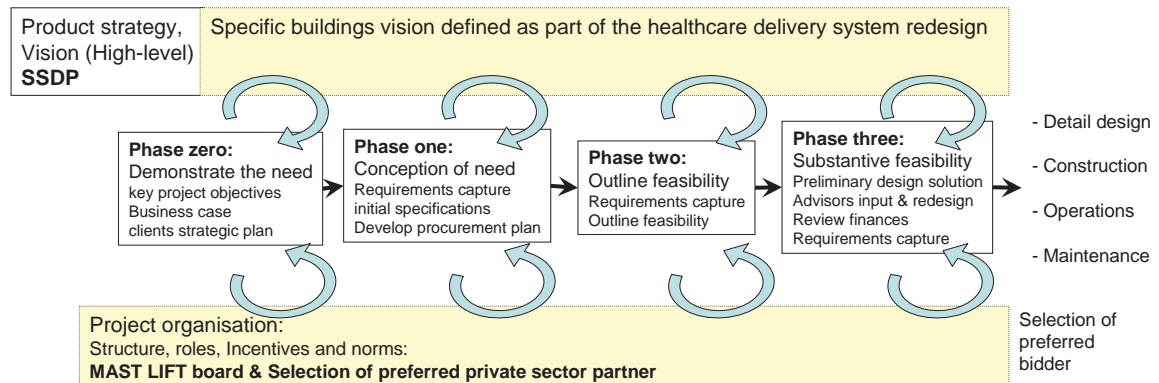 Product strategy,
Vision (High-level)
SSDP
Specific buildings vision defined as part of the healthcare delivery system redesign
Phase zero:
Demonstrate the need
key project objectives
Business case
clients strategic plan
Phase one:
Conception of need
Requirements capture
initial specifications
Develop procurement plan
Phase two:
Outline feasibility
Requirements capture
Outline feasibility
Phase three:
Substantive feasibility
Preliminary design solution
Advisors input & redesign
Review finances
Requirements capture
- Detail design
- Construction
- Operations
- Maintenance
Project organisation:
Structure, roles, Incentives and norms:
MAST LIFT board & Selection of preferred private sector partner
Selection of
preferred
bidder